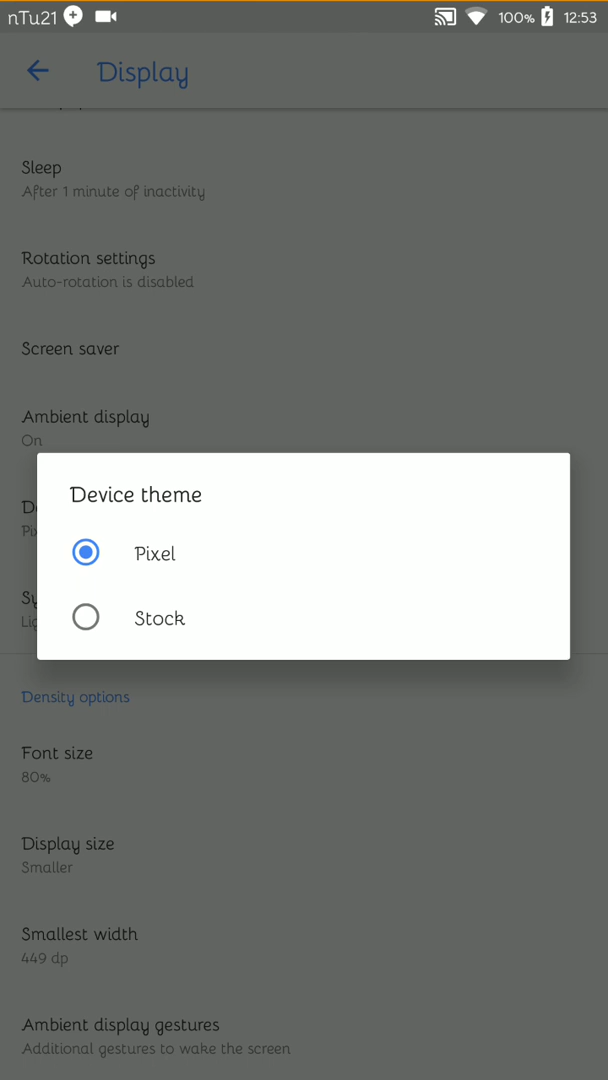 nTu21 100% 12:53
Display
Sleep
After 1 minute of inactivity
Rotation settings
Auto-rotation is disabled
Screen saver
Ambient display
On
Device theme
Pixel
Stock
Density options
Font size
80%
Display size
Smaller
Smallest width
449 dp
Ambient display gestures
Additional gestures to wake the screen